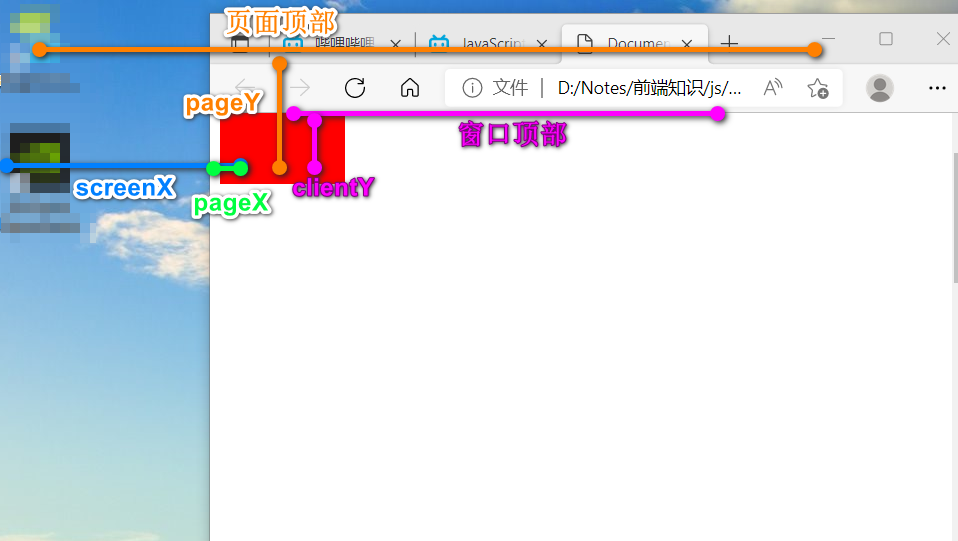 页面顶部
哔哩哔哩
JavaScript
Documen
文件
D:/Notes/前端知识/js/...
pageY
窗口顶部
screenX
clientY
pageX